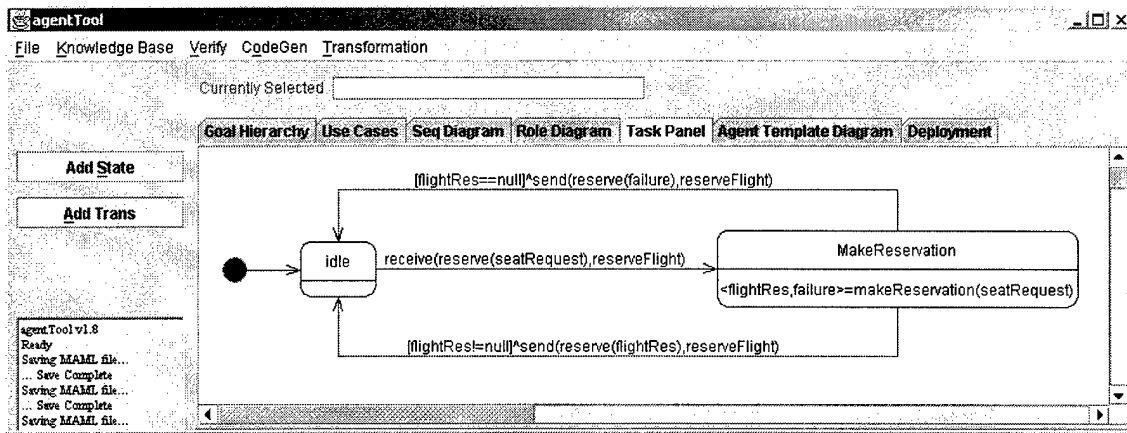 agentTool
File Knowledge Base Verify CodeGen Transformation
Currently Selected
Goal Hierarchy Use Cases Seq Diagram Role Diagram Task Panel Agent Template Diagram Deployment
Add State
Add Trans
[flightRes==null]^send(reserve(failure),reserveFlight)
idle
receive(reserve(seatRequest),reserveFlight)
MakeReservation
<flightRes,failure>=makeReservation(seatRequest)
[flightRes!=null]^send(reserve(flightRes),reserveFlight)
agentTool v1.8
Ready
Saving MAML file...
... Save Complete
Saving MAML file...
... Save Complete
Saving MAML file...